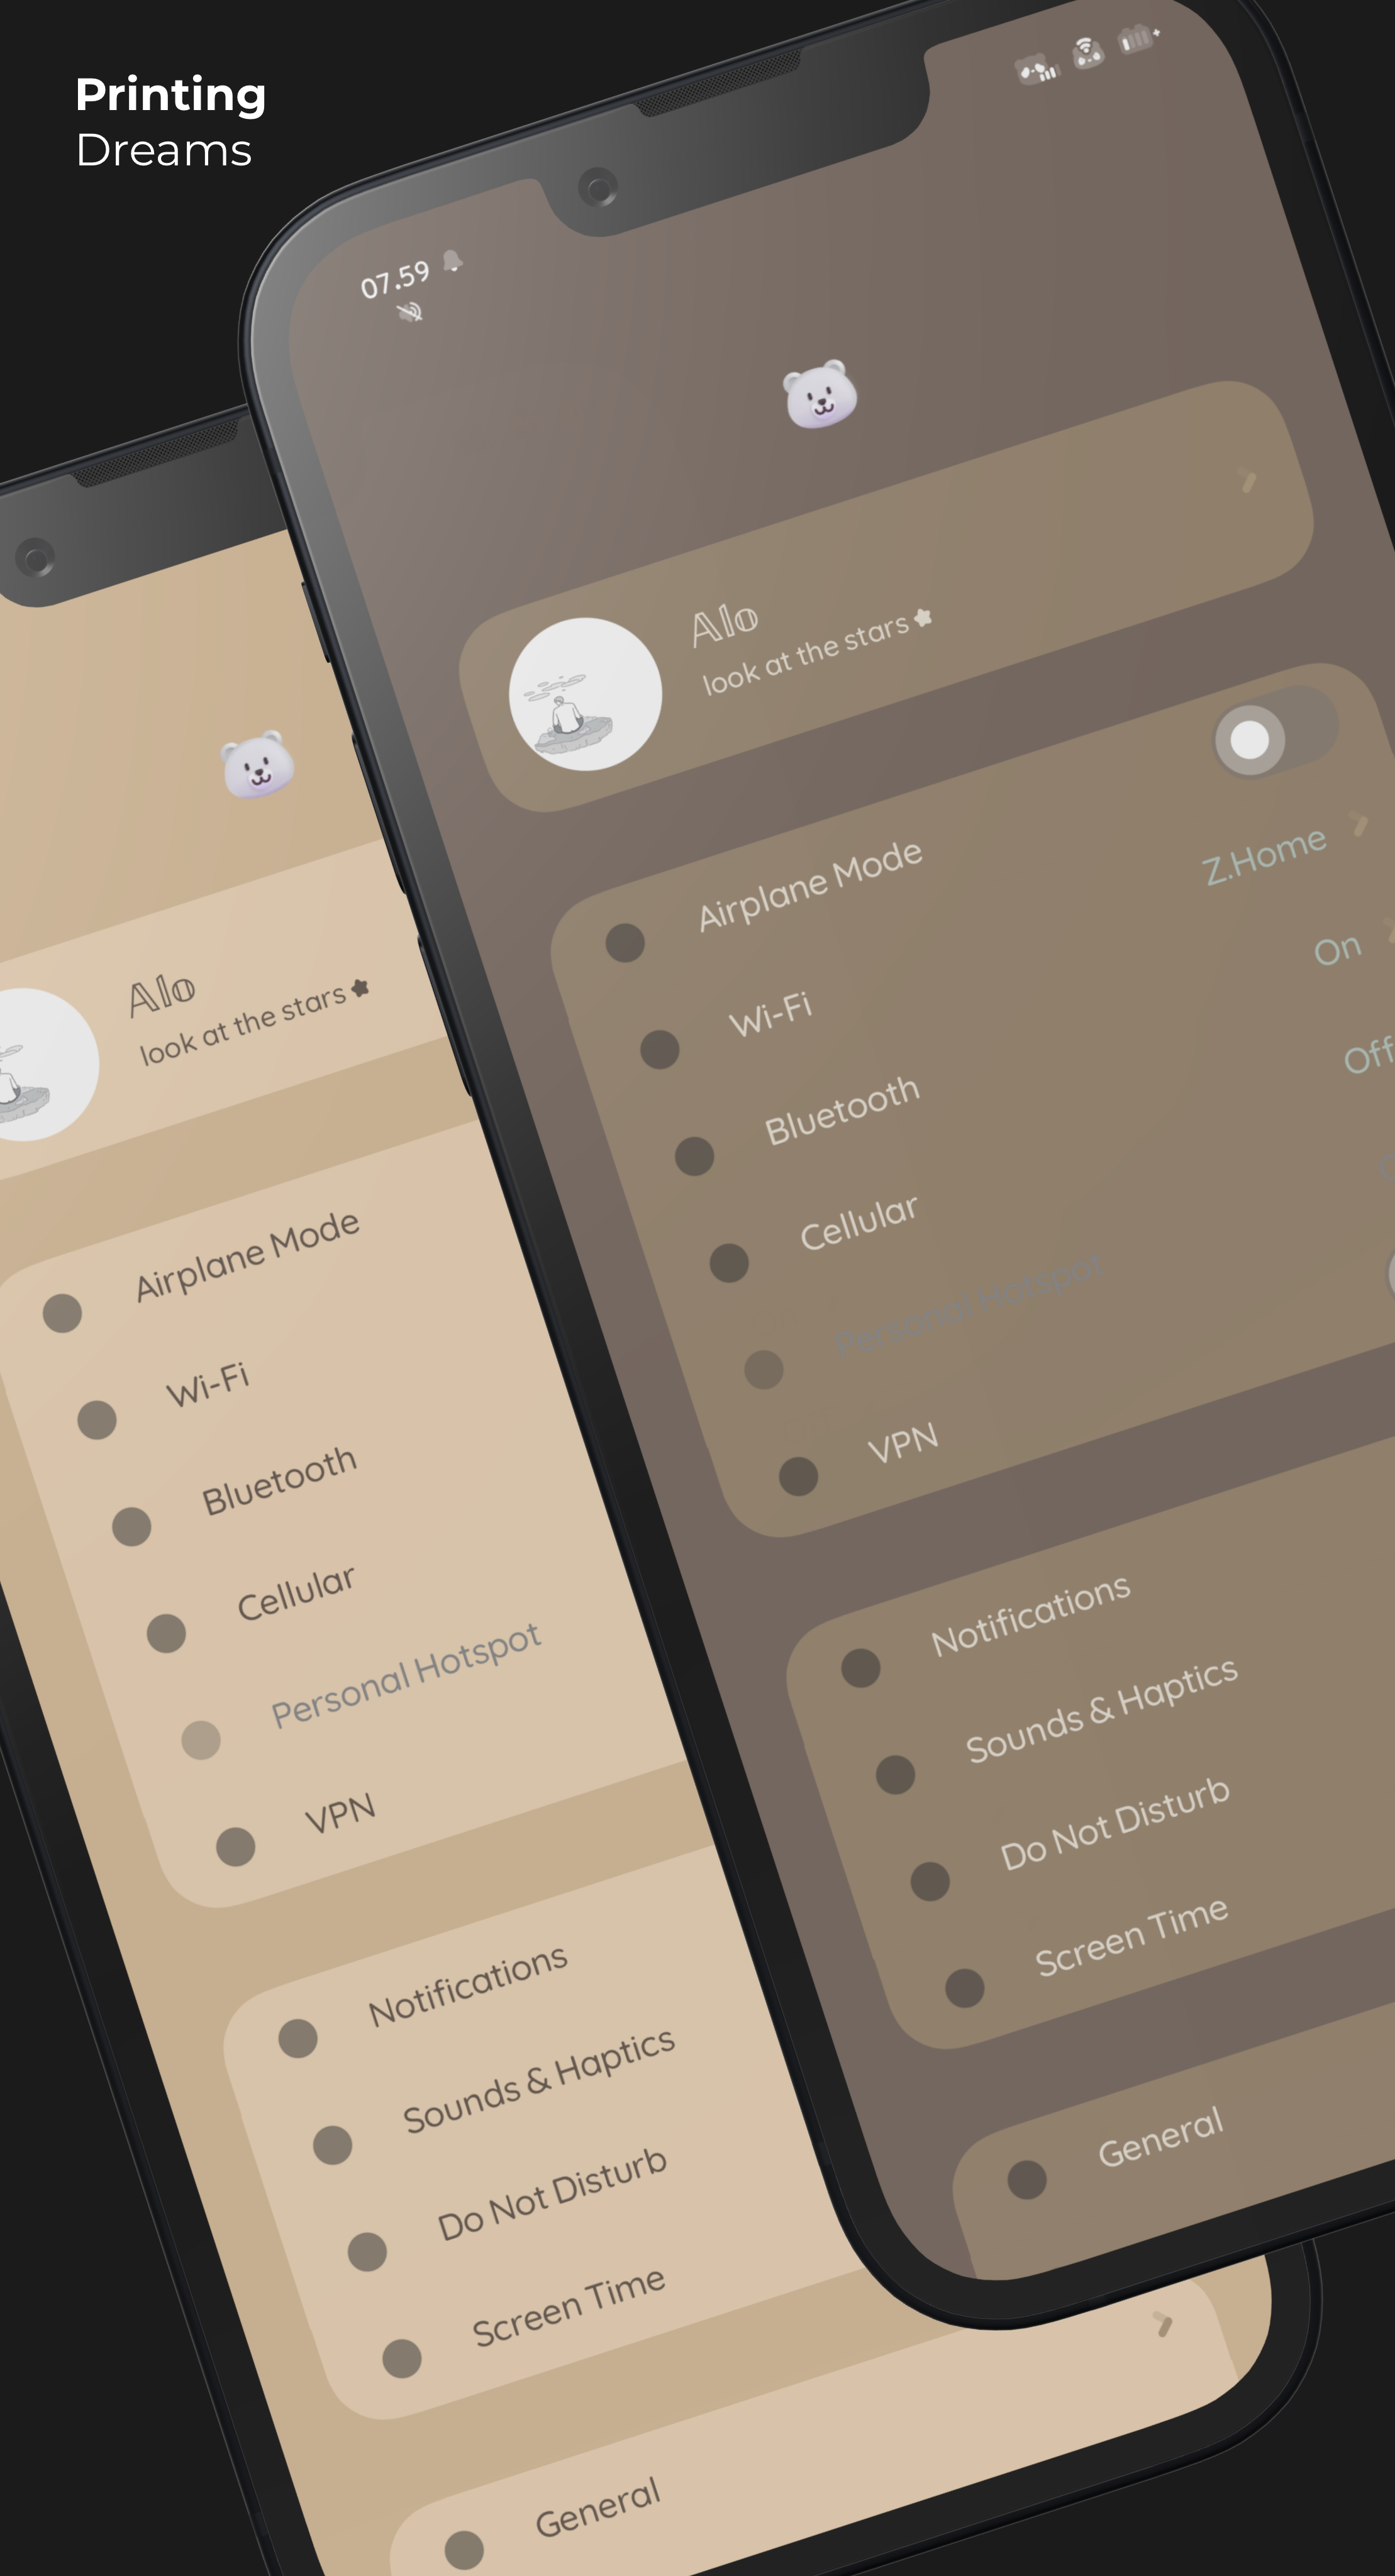 Printing
Dreams
07.59
Alo
look at the stars
Airplane Mode
Wi-Fi
Z.Home
Bluetooth
On
Cellular
Off
Personal Hotspot
VPN
Notifications
Sounds & Haptics
Do Not Disturb
Screen Time
General
Alo
look at the stars
Airplane Mode
Wi-Fi
Bluetooth
Cellular
Personal Hotspot
VPN
Notifications
Sounds & Haptics
Do Not Disturb
Screen Time
General